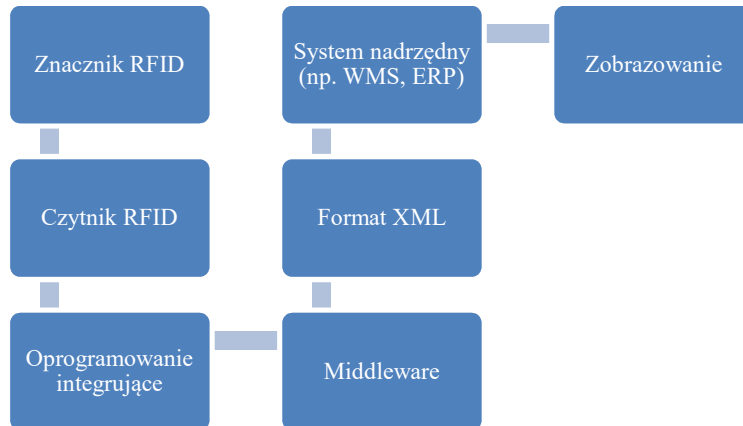 Znacznik RFID
Czytnik RFID
Oprogramowanie
integrujące
Middleware
Format XML
System nadrzędny
(np. WMS, ERP)
Zobrazowanie